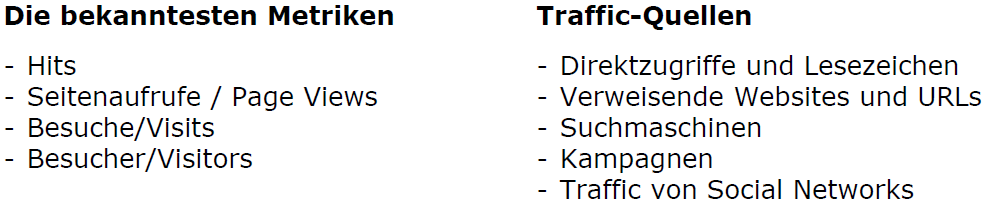 Die bekanntesten Metriken
- Hits
- Seitenaufrufe / Page Views
- Besuche/Visits
- Besucher/Visitors
Traffic-Quellen
- Direktzugriffe und Lesezeichen
- Verweisende Websites und URLs
- Suchmaschinen
- Kampagnen
- Traffic von Social Networks